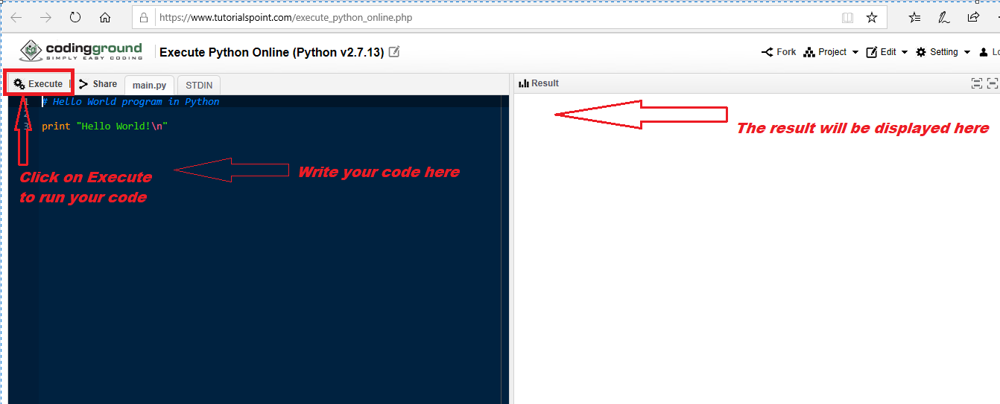 https://www.tutorialspoint.com/execute_python_online.php
codingground
SIMPLY EASY CODING
Execute Python Online (Python v2.7.13)
Fork Project Edit Setting Lo
Execute Share main.py STDIN
Result
1 # Hello World program in Python
2
3 print "Hello World!\n"
The result will be displayed here
Click on Execute
to run your code
Write your code here